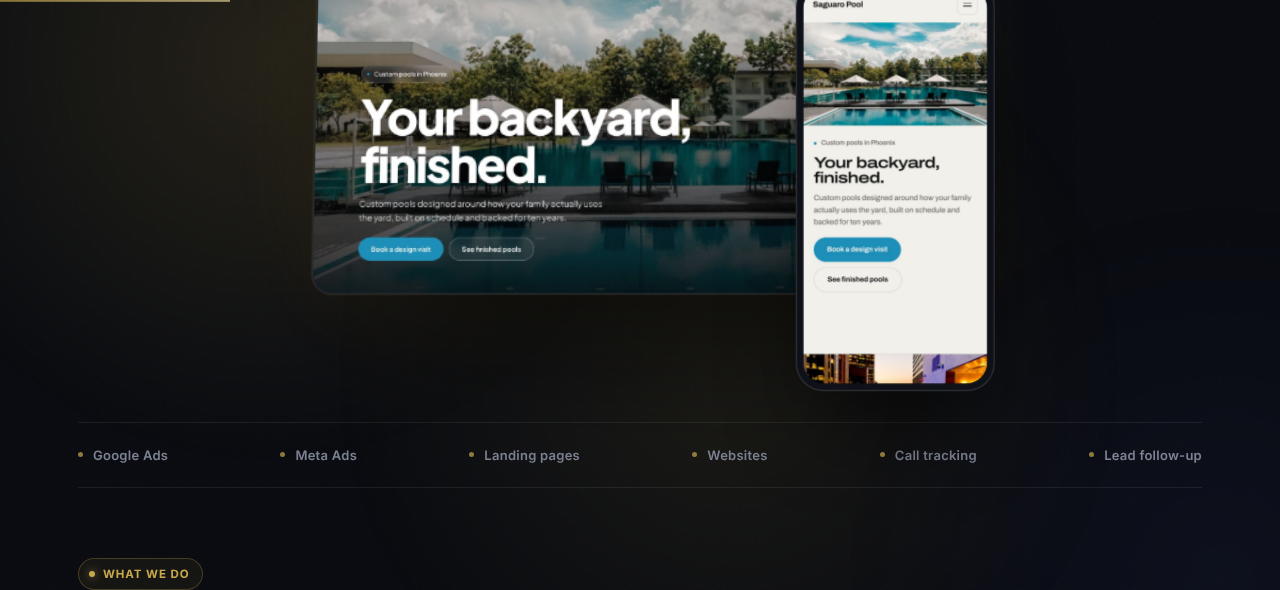 Saguaro Pool
Custom pools in Phoenix
Your backyard,
finished.
Custom pools designed around how your family actually uses
the yard, built on schedule and backed for ten years.
Book a design visit
See finished pools
Custom pools in Phoenix
Your backyard,
finished.
Custom pools designed around how your family
actually uses the yard, built on schedule and
backed for ten years.
Book a design visit
See finished pools
Google Ads
Meta Ads
Landing pages
Websites
Call tracking
Lead follow-up
WHAT WE DO